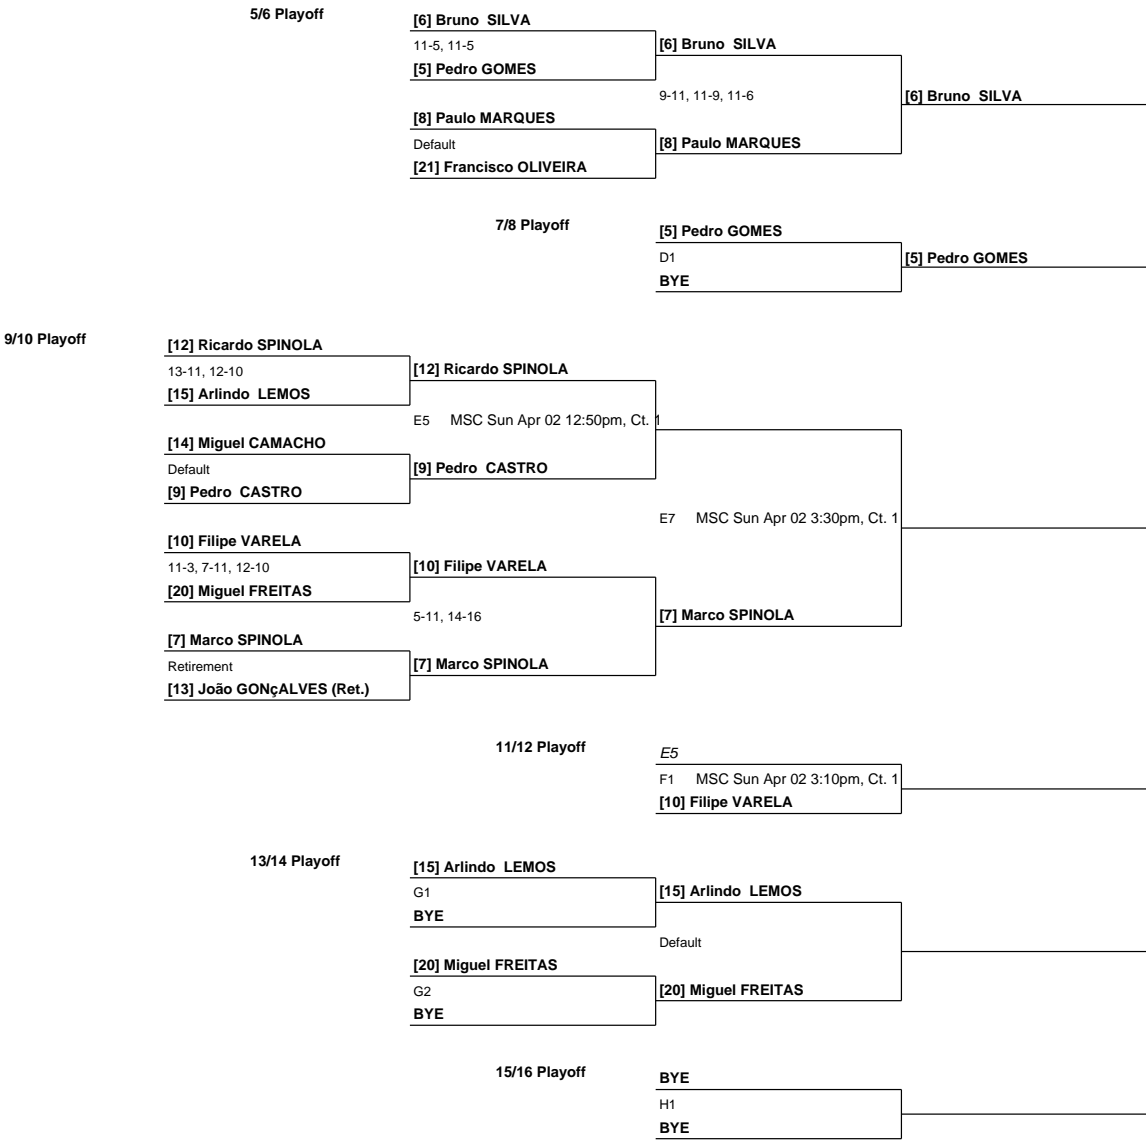 5/6 Playoff
[6] Bruno SILVA
11-5, 11-5
[6] Bruno SILVA
[5] Pedro GOMES
9-11, 11-9, 11-6
[6] Bruno SILVA
[8] Paulo MARQUES
Default
[8] Paulo MARQUES
[21] Francisco OLIVEIRA
7/8 Playoff
[5] Pedro GOMES
D1
[5] Pedro GOMES
BYE
9/10 Playoff
[12] Ricardo SPINOLA
13-11, 12-10
[12] Ricardo SPINOLA
[15] Arlindo LEMOS
E5 MSC Sun Apr 02 12:50pm, Ct. 1
[14] Miguel CAMACHO
Default
[9] Pedro CASTRO
[9] Pedro CASTRO
E7 MSC Sun Apr 02 3:30pm, Ct. 1
[10] Filipe VARELA
11-3, 7-11, 12-10
[10] Filipe VARELA
[20] Miguel FREITAS
5-11, 14-16
[7] Marco SPINOLA
[7] Marco SPINOLA
Retirement
[7] Marco SPINOLA
[13] João GONçALVES (Ret.)
11/12 Playoff
E5
F1 MSC Sun Apr 02 3:10pm, Ct. 1
[10] Filipe VARELA
13/14 Playoff
[15] Arlindo LEMOS
G1
[15] Arlindo LEMOS
BYE
Default
[20] Miguel FREITAS
G2
[20] Miguel FREITAS
BYE
15/16 Playoff
BYE
H1
BYE